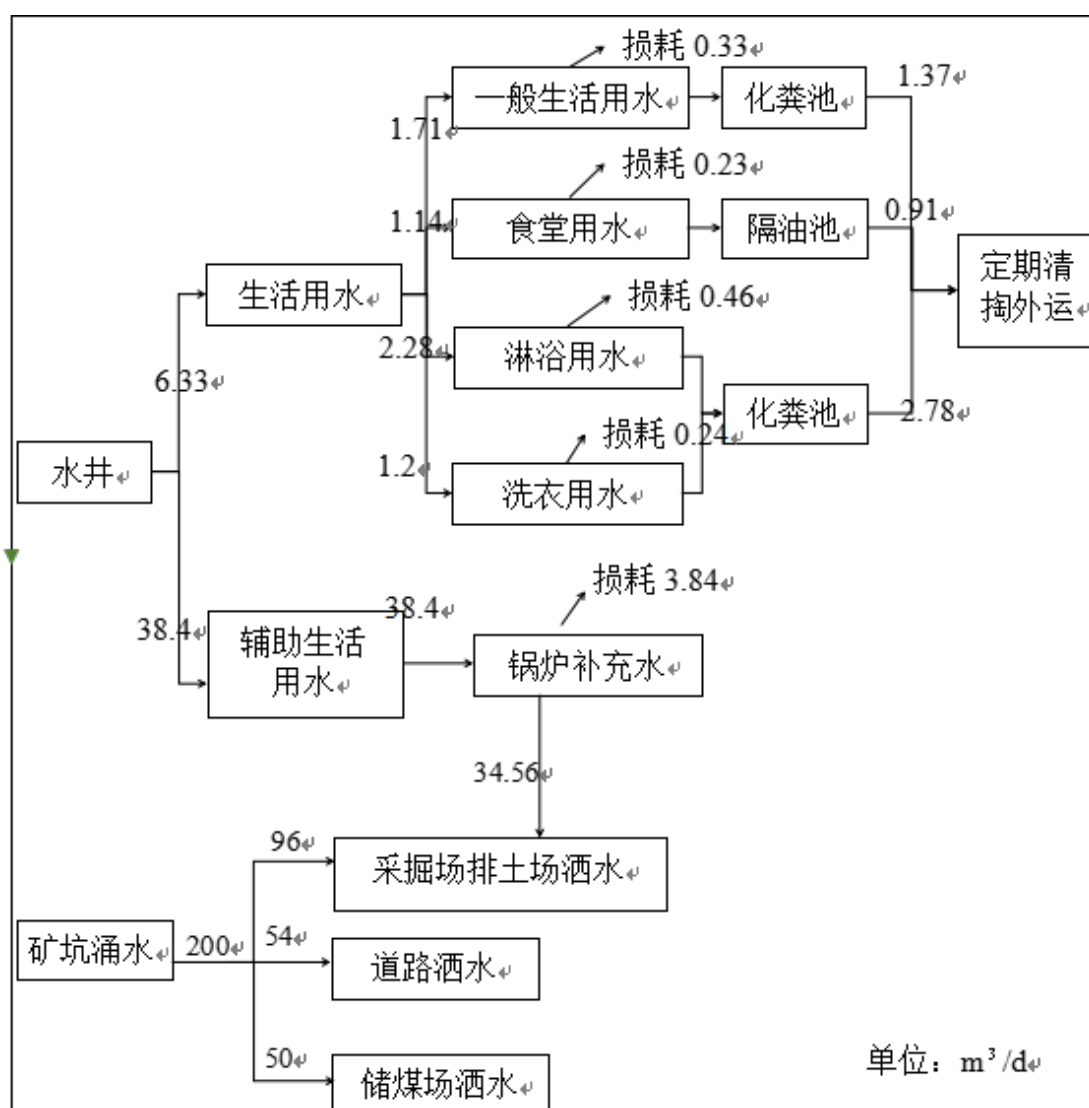 损耗 0.33
一般生活用水
化粪池
1.37
1.71
损耗 0.23
1.14
食堂用水
隔油池
0.91
定期清
掏外运
生活用水
损耗 0.46
2.28
淋浴用水
6.33
化粪池
2.78
损耗 0.24
水井
1.2
洗衣用水
损耗 3.84
38.4
38.4
辅助生活
用水
锅炉补充水
34.56
96
采掘场排土场洒水
矿坑涌水
200
54
道路洒水
50
储煤场洒水
单位：m³/d